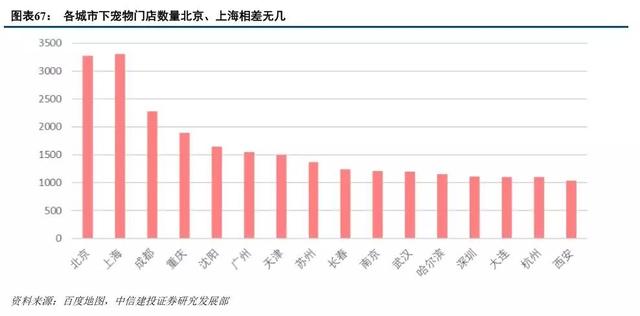 图表67： 各城市下宠物门店数量北京、上海相差无几
3500
3000
2500
2000
1500
1000
500
0
北京
上海
成都
重庆
沈阳
广州
天津
苏州
长春
南京
武汉
哈尔滨
深圳
大连
杭州
西安
资料来源：百度地图，中信建投证券研究发展部